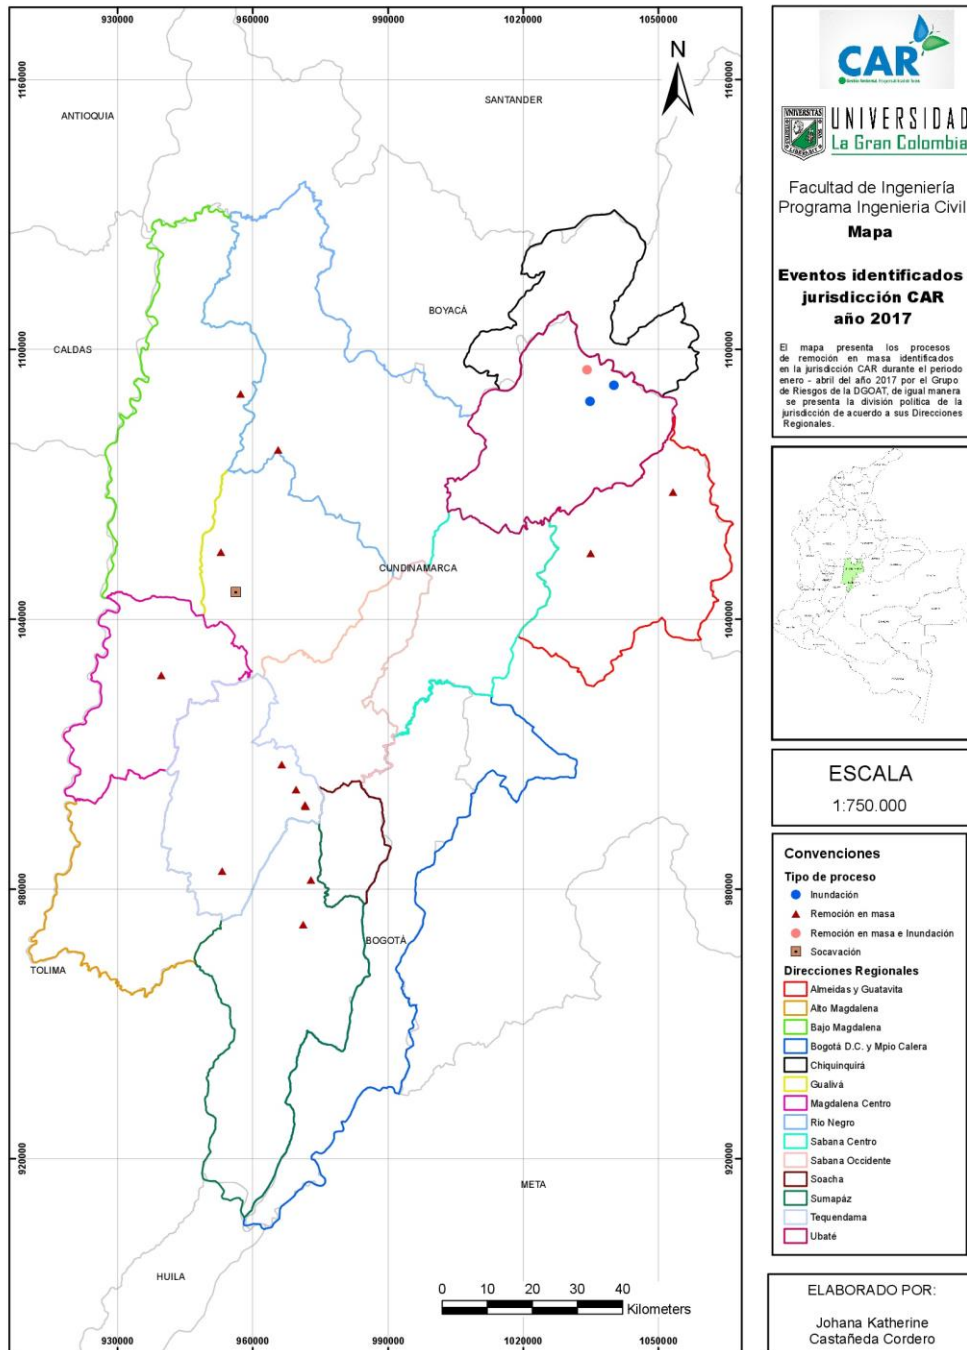 930000
960000
990000
1020000
1050000
1160000
1100000
1040000
980000
920000
N
ANTIOQUIA
SANTANDER
CALDAS
BOYACÁ
CUNDINAMARCA
BOGOTÁ
TOLIMA
META
HUILA
1160000
1100000
1040000
980000
920000
0 10 20 30 40
Kilometers
930000
960000
990000
1020000
1050000
CAR
UNIVERSITAS
UNIVERSIDAD
La Gran Colombia
Facultad de Ingeniería
Programa Ingenieria Civil
Mapa
Eventos identificados
jurisdicción CAR
año 2017
El mapa presenta los procesos
de remoción en masa identificados
en la jurisdicción CAR durante el periodo
enero - abril del año 2017 por el Grupo
de Riesgos de la DGOAT, de igual manera
se presenta la división política de la
jurisdicción de acuerdo a sus Direcciones
Regionales.
ESCALA
1:750.000
Convenciones
Tipo de proceso
Inundación
Remoción en masa
Remoción en masa e Inundación
Socavación
Direcciones Regionales
Almeidas y Guatavita
Alto Magdalena
Bajo Magdalena
Bogotá D.C. y Mpio Calera
Chiquinquirá
Gualivá
Magdalena Centro
Rio Negro
Sabana Centro
Sabana Occidente
Soacha
Sumapáz
Tequendama
Ubaté
ELABORADO POR:
Johana Katherine
Castañeda Cordero